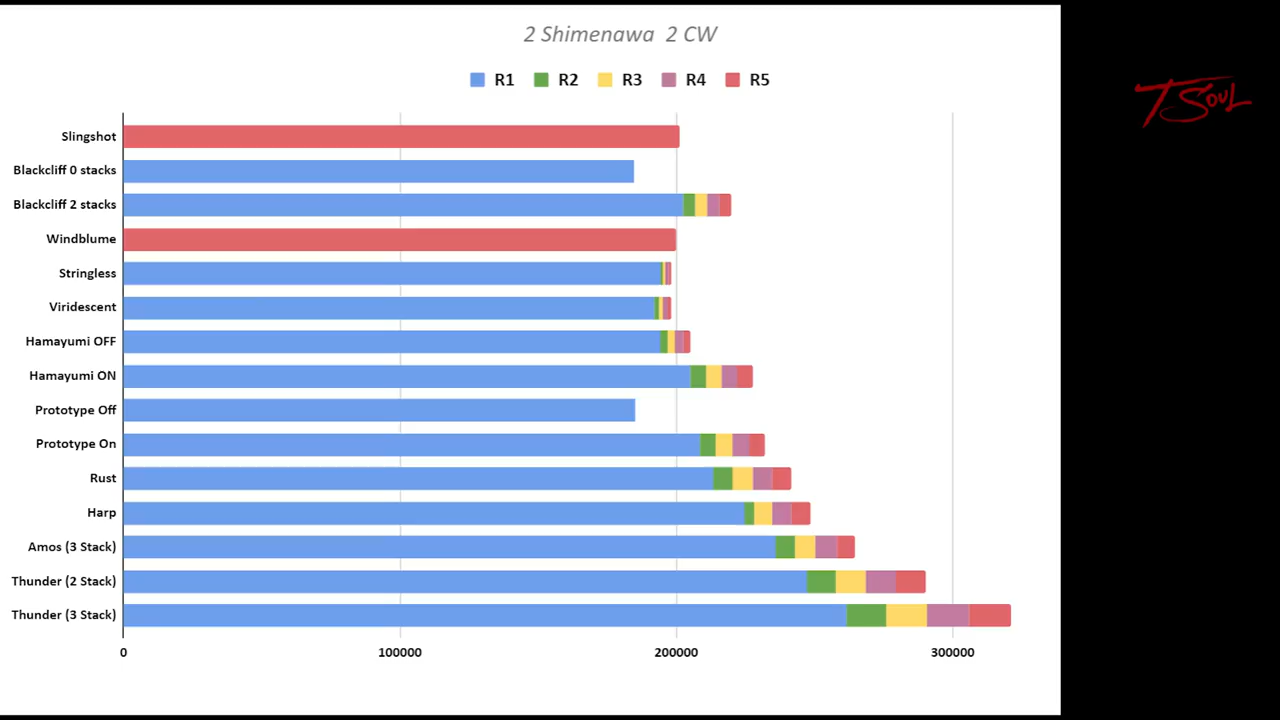 2 Shimenawa 2 CW
R1 R2 R3 R4 R5
T SOUL
Slingshot
Blackcliff 0 stacks
Blackcliff 2 stacks
Windblume
Stringless
Viridescent
Hamayumi OFF
Hamayumi ON
Prototype Off
Prototype On
Rust
Harp
Amos (3 Stack)
Thunder (2 Stack)
Thunder (3 Stack)
0 100000 200000 300000